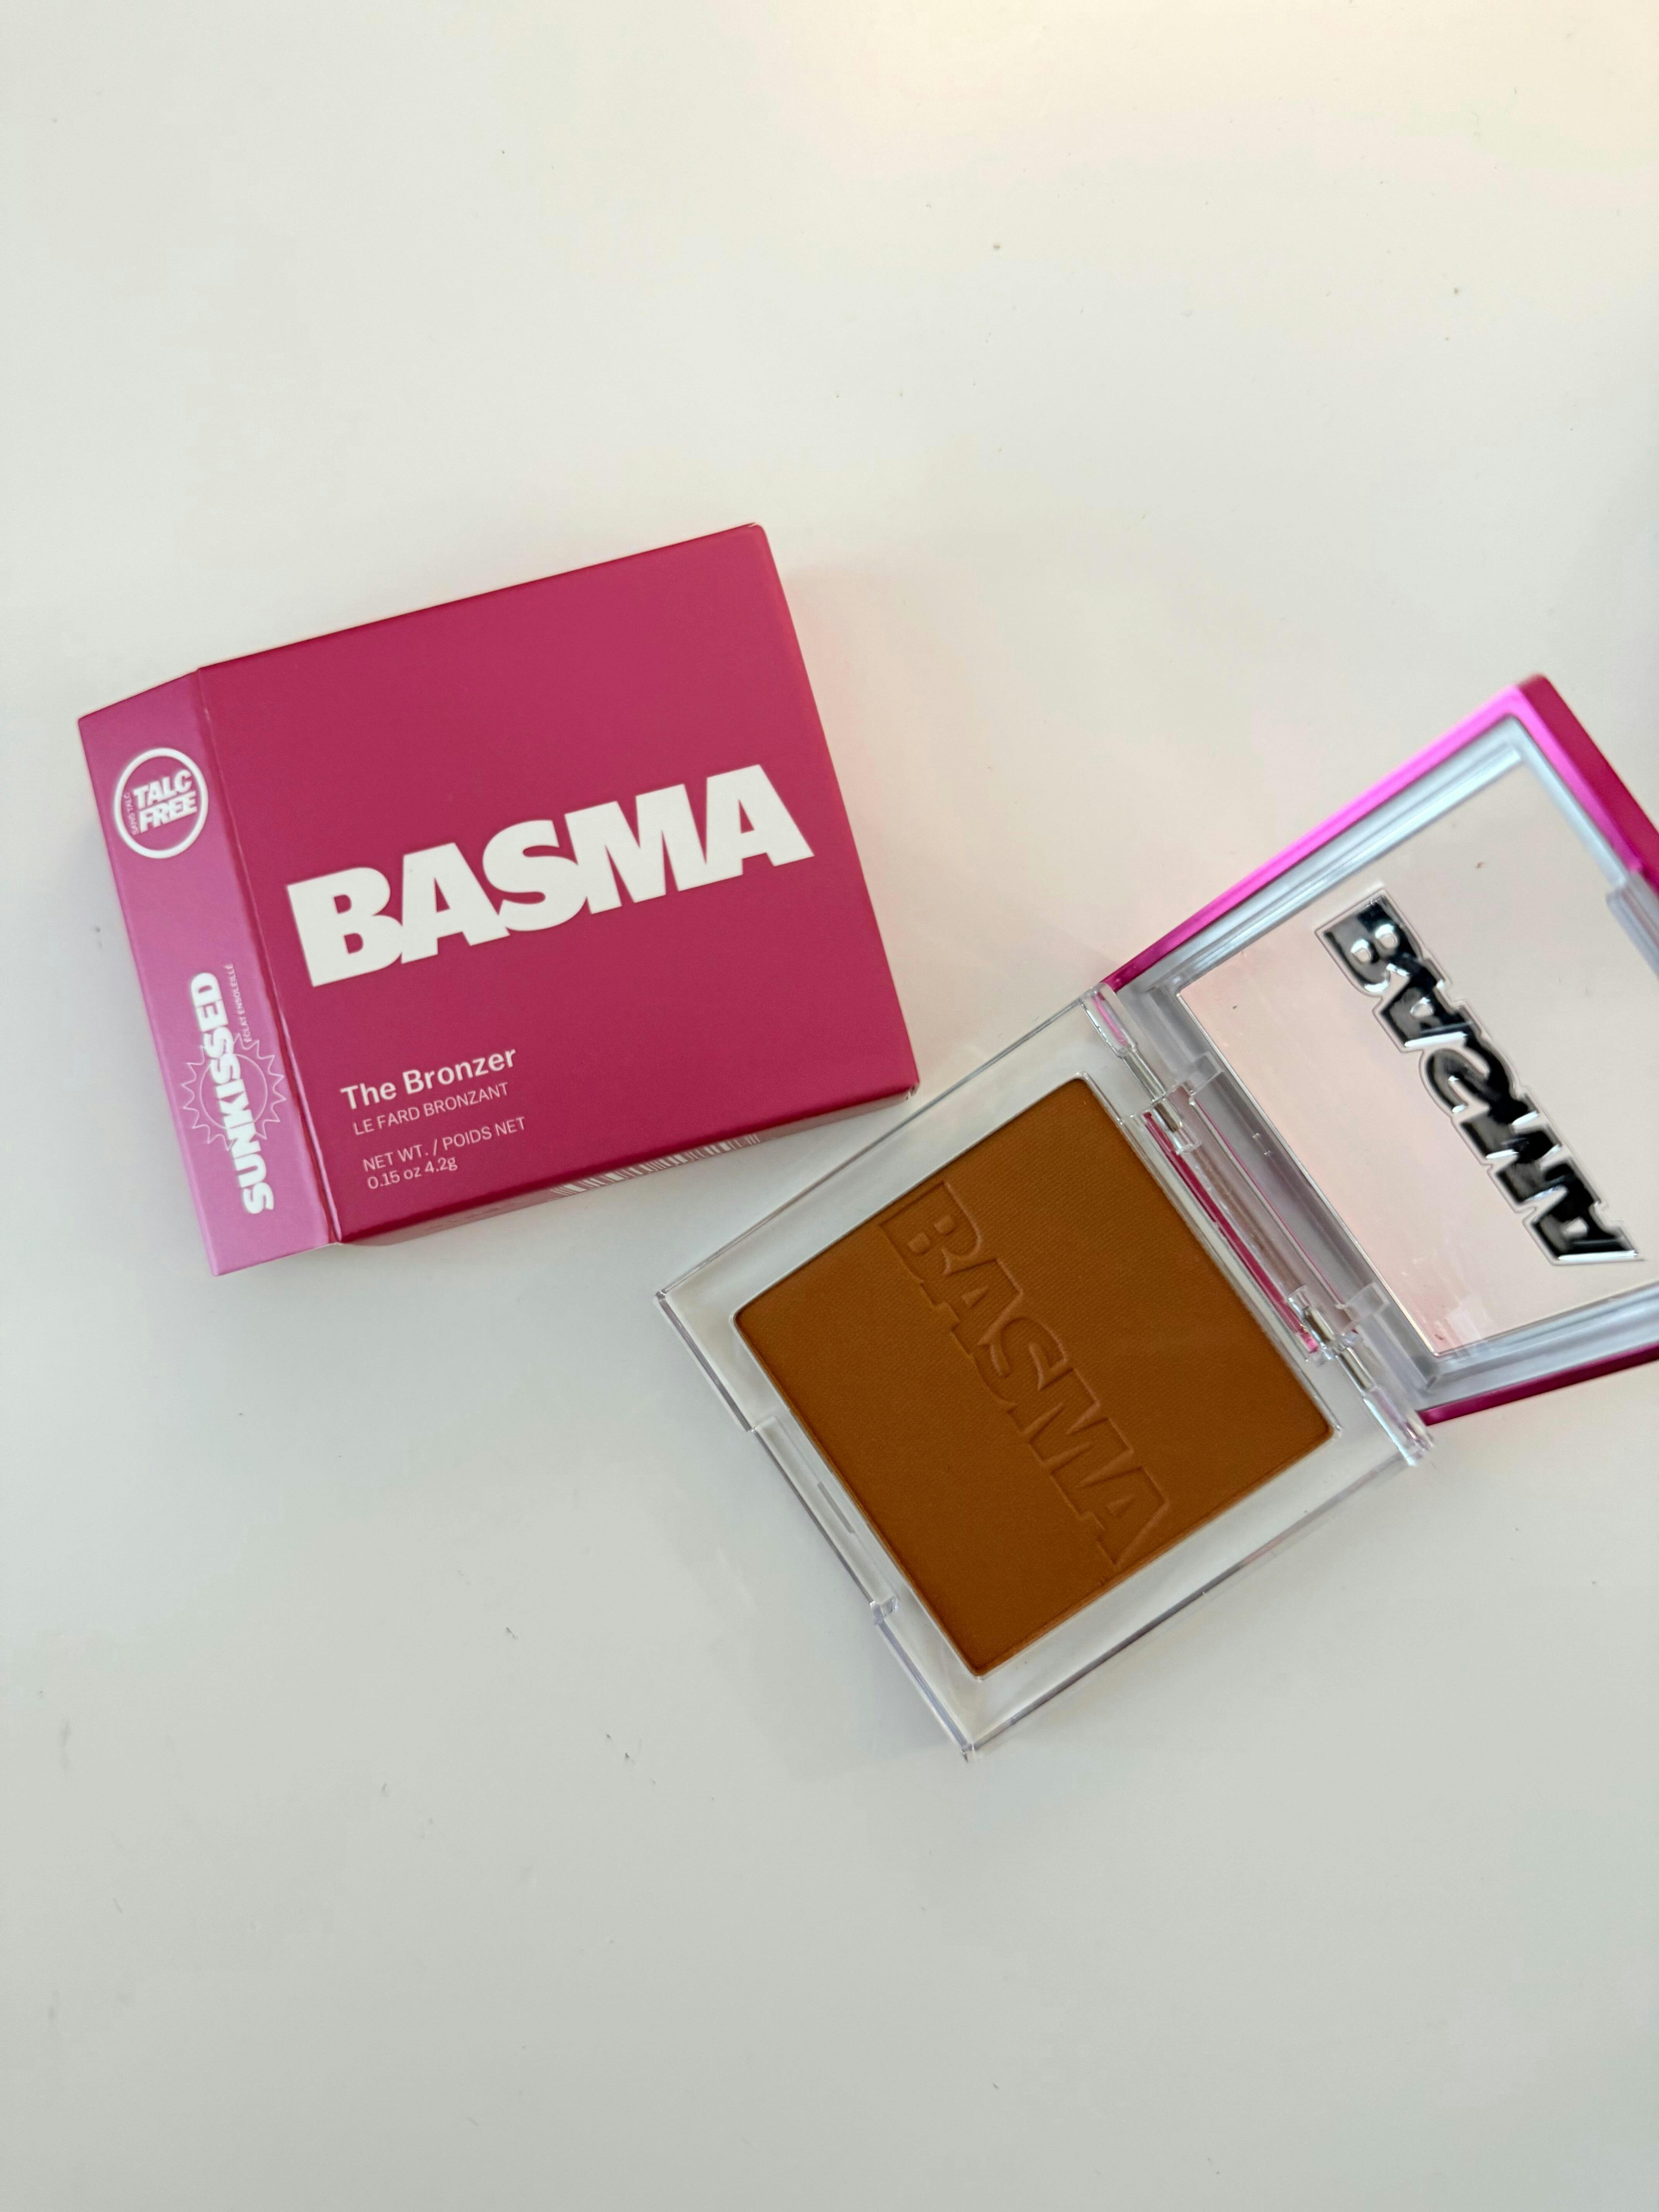 TALC
FREE
SANS TALC
SUNKISSED
ÉCLAT ENSOLEILLÉ
BASMA
The Bronzer
LE FARD BRONZANT
NET WT. / POIDS NET
0.15 oz 4.2g
BASMA
BASMA